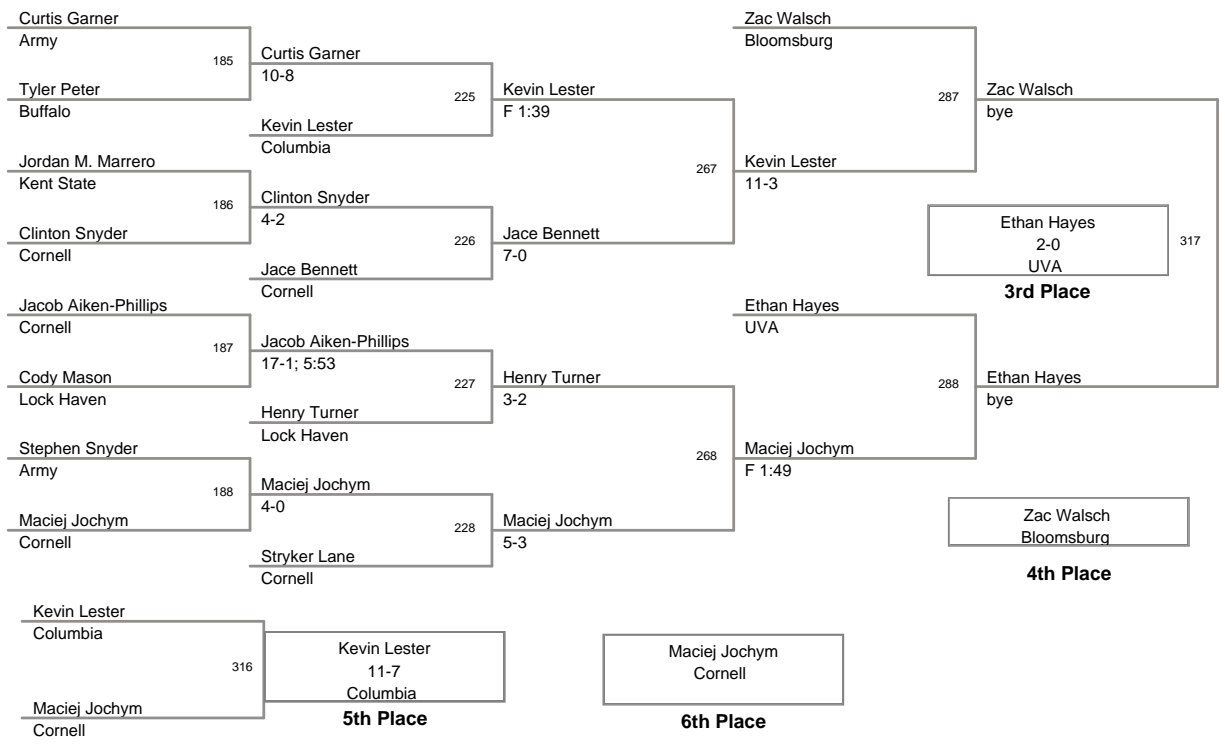 Curtis Garner
Army
185
Tyler Peter
Buffalo
Jordan M. Marrero
Kent State
186
Clinton Snyder
Cornell
Jacob Aiken-Phillips
Cornell
187
Cody Mason
Lock Haven
Stephen Snyder
Army
188
Maciej Jochym
Cornell
Curtis Garner
10-8
225
Kevin Lester
Columbia
Clinton Snyder
4-2
226
Jace Bennett
Cornell
Jacob Aiken-Phillips
17-1; 5:53
227
Henry Turner
Lock Haven
Maciej Jochym
4-0
228
Stryker Lane
Cornell
Kevin Lester
F 1:39
267
Jace Bennett
7-0
Henry Turner
3-2
268
Maciej Jochym
5-3
Zac Walsch
Bloomsburg
287
Kevin Lester
11-3
Ethan Hayes
UVA
288
Maciej Jochym
F 1:49
Zac Walsch
bye
317
Ethan Hayes
bye
Ethan Hayes
2-0
UVA
3rd Place
Zac Walsch
Bloomsburg
4th Place
Kevin Lester
Columbia
316
Maciej Jochym
Cornell
Kevin Lester
11-7
Columbia
5th Place
Maciej Jochym
Cornell
6th Place